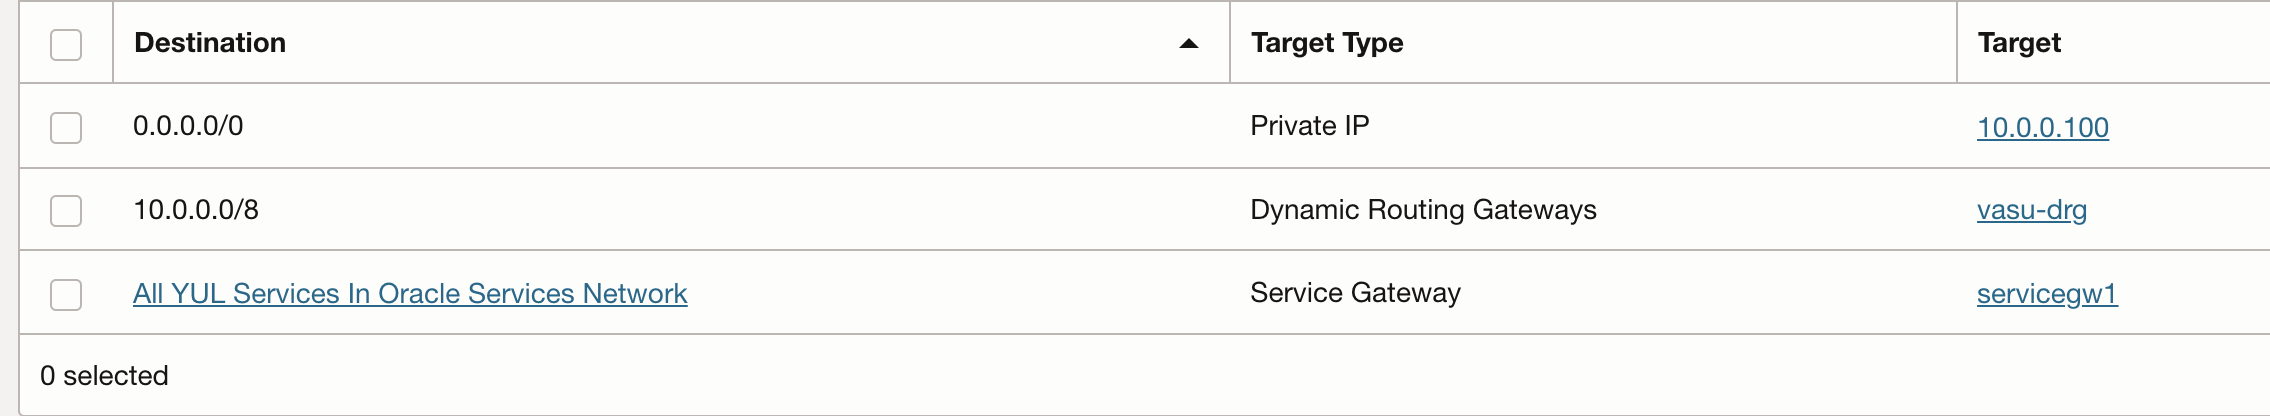 Destination Target Type Target
0.0.0.0/0 Private IP 10.0.0.100
10.0.0.0/8 Dynamic Routing Gateways vasu-drg
All YUL Services In Oracle Services Network Service Gateway servicegw1
0 selected